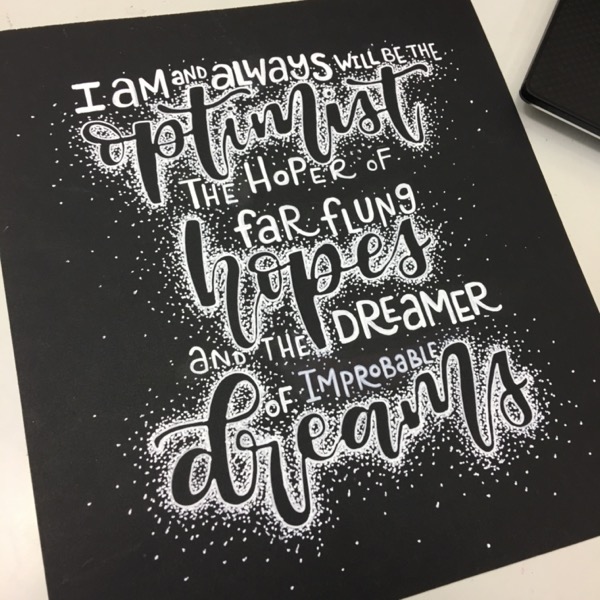 I AM AND ALWAYS WILL BE THE
optimist
THE HOPER OF
faR fLUNg
hopes
AND THE DREAMER
OF IMPROBABLE
dreams